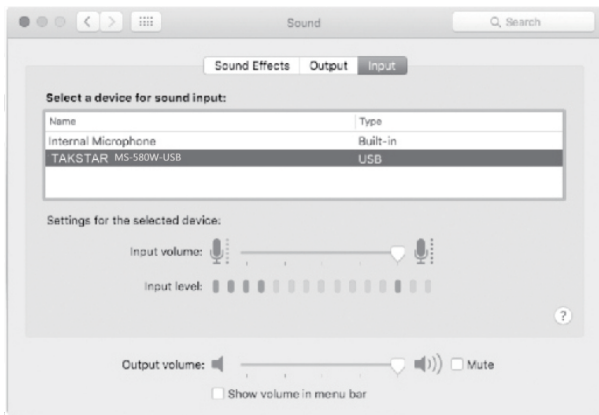 Sound
Search
Sound Effects Output Input
Select a device for sound input:
Name Type
Internal Microphone Built-in
TAKSTAR MS-580W-USB USB
Settings for the selected device:
Input volume:
Input level:
?
Output volume: Mute
Show volume in menu bar